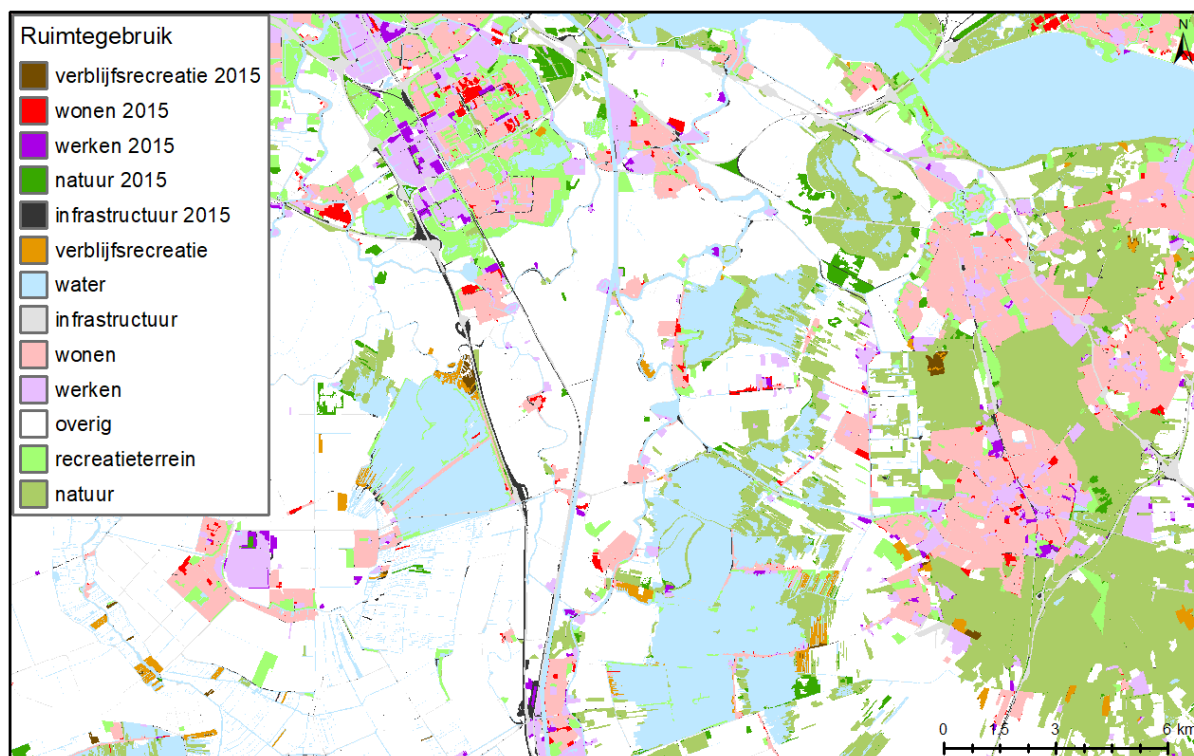 Ruimtegebruik
verblijfsrecreatie 2015
wonen 2015
werken 2015
natuur 2015
infrastructuur 2015
verblijfsrecreatie
water
infrastructuur
wonen
werken
overig
recreatieterrein
natuur
N
0 1,5 3 6 km